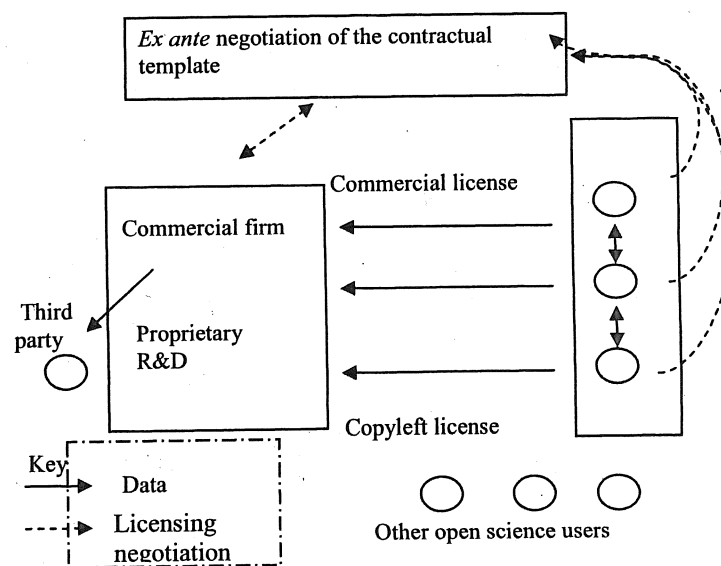 Ex ante negotiation of the contractual
template
Commercial license
Commercial firm
Third
party
Proprietary
R&D
Copyleft license
Key
Data
Licensing
negotiation
Other open science users